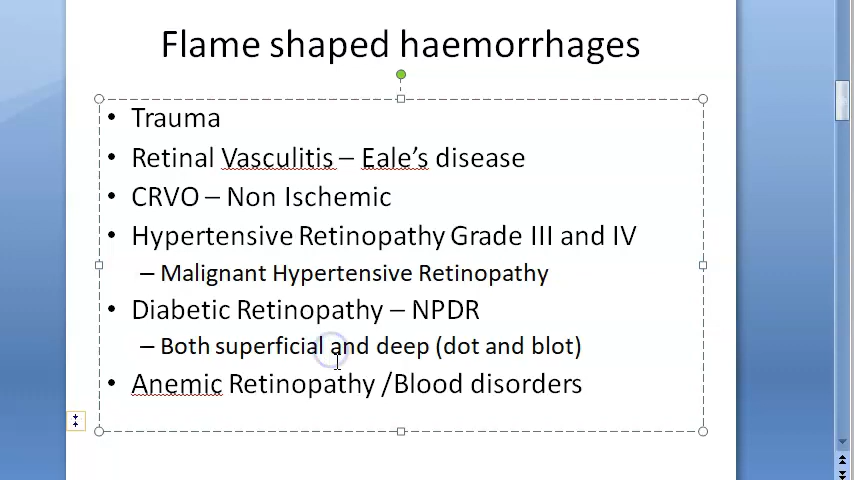 Flame shaped haemorrhages
• Trauma
• Retinal Vasculitis – Eale’s disease
• CRVO – Non Ischemic
• Hypertensive Retinopathy Grade III and IV
– Malignant Hypertensive Retinopathy
• Diabetic Retinopathy – NPDR
– Both superficial and deep (dot and blot)
• Anemic Retinopathy /Blood disorders